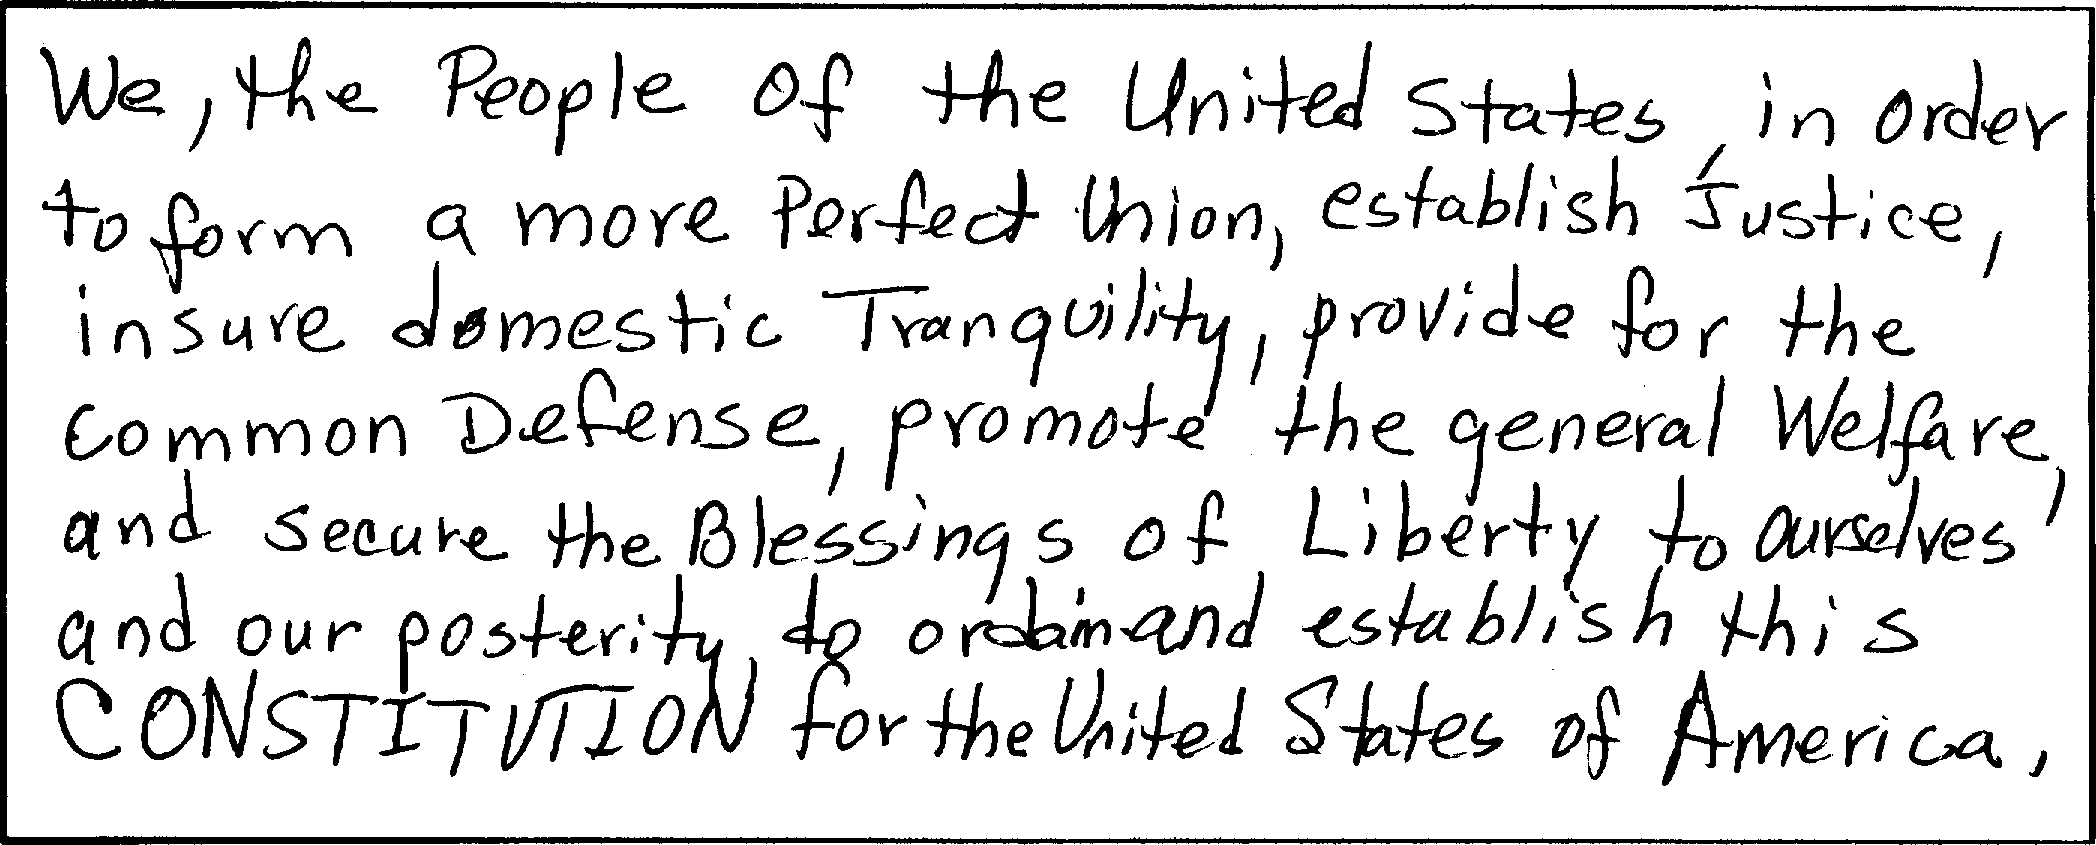 We, the People of the United States, in order
to form a more Perfect Union, establish Justice,
insure domestic Tranquility, provide for the
common Defense, promote the general Welfare,
and secure the Blessings of Liberty to ourselves
and our posterity, do ordain and establish this
CONSTITUTION for the United States of America,